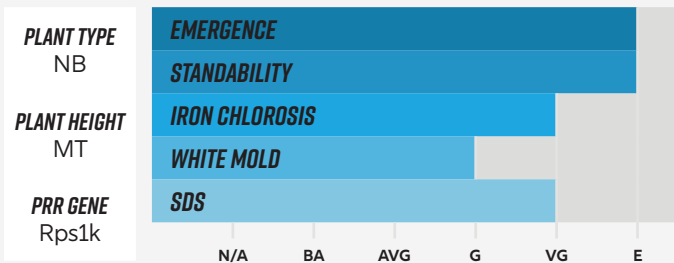 PLANT TYPE
NB
PLANT HEIGHT
MT
PRR GENE
Rps1k
EMERGENCE
STANDABILITY
IRON CHLOROSIS
WHITE MOLD
SDS
N/A BA AVG G VG E